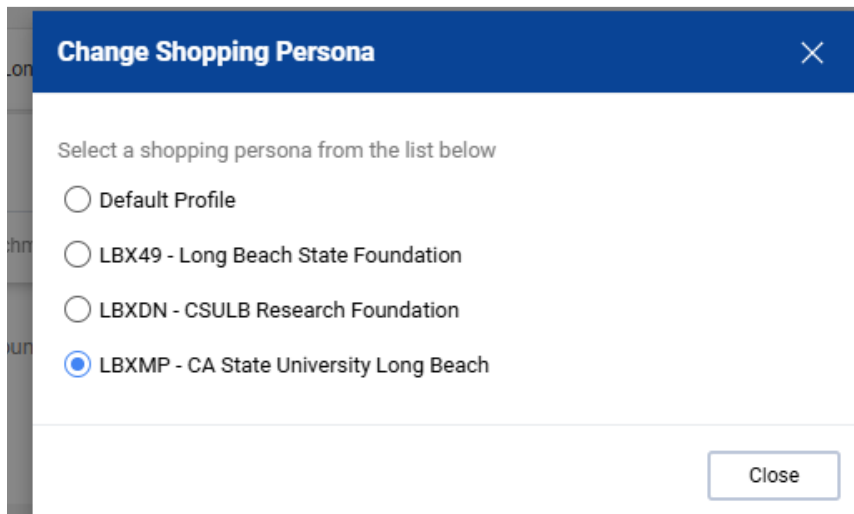 Change Shopping Persona
Select a shopping persona from the list below
Default Profile
LBX49 - Long Beach State Foundation
LBXDN - CSULB Research Foundation
LBXMP - CA State University Long Beach
Close